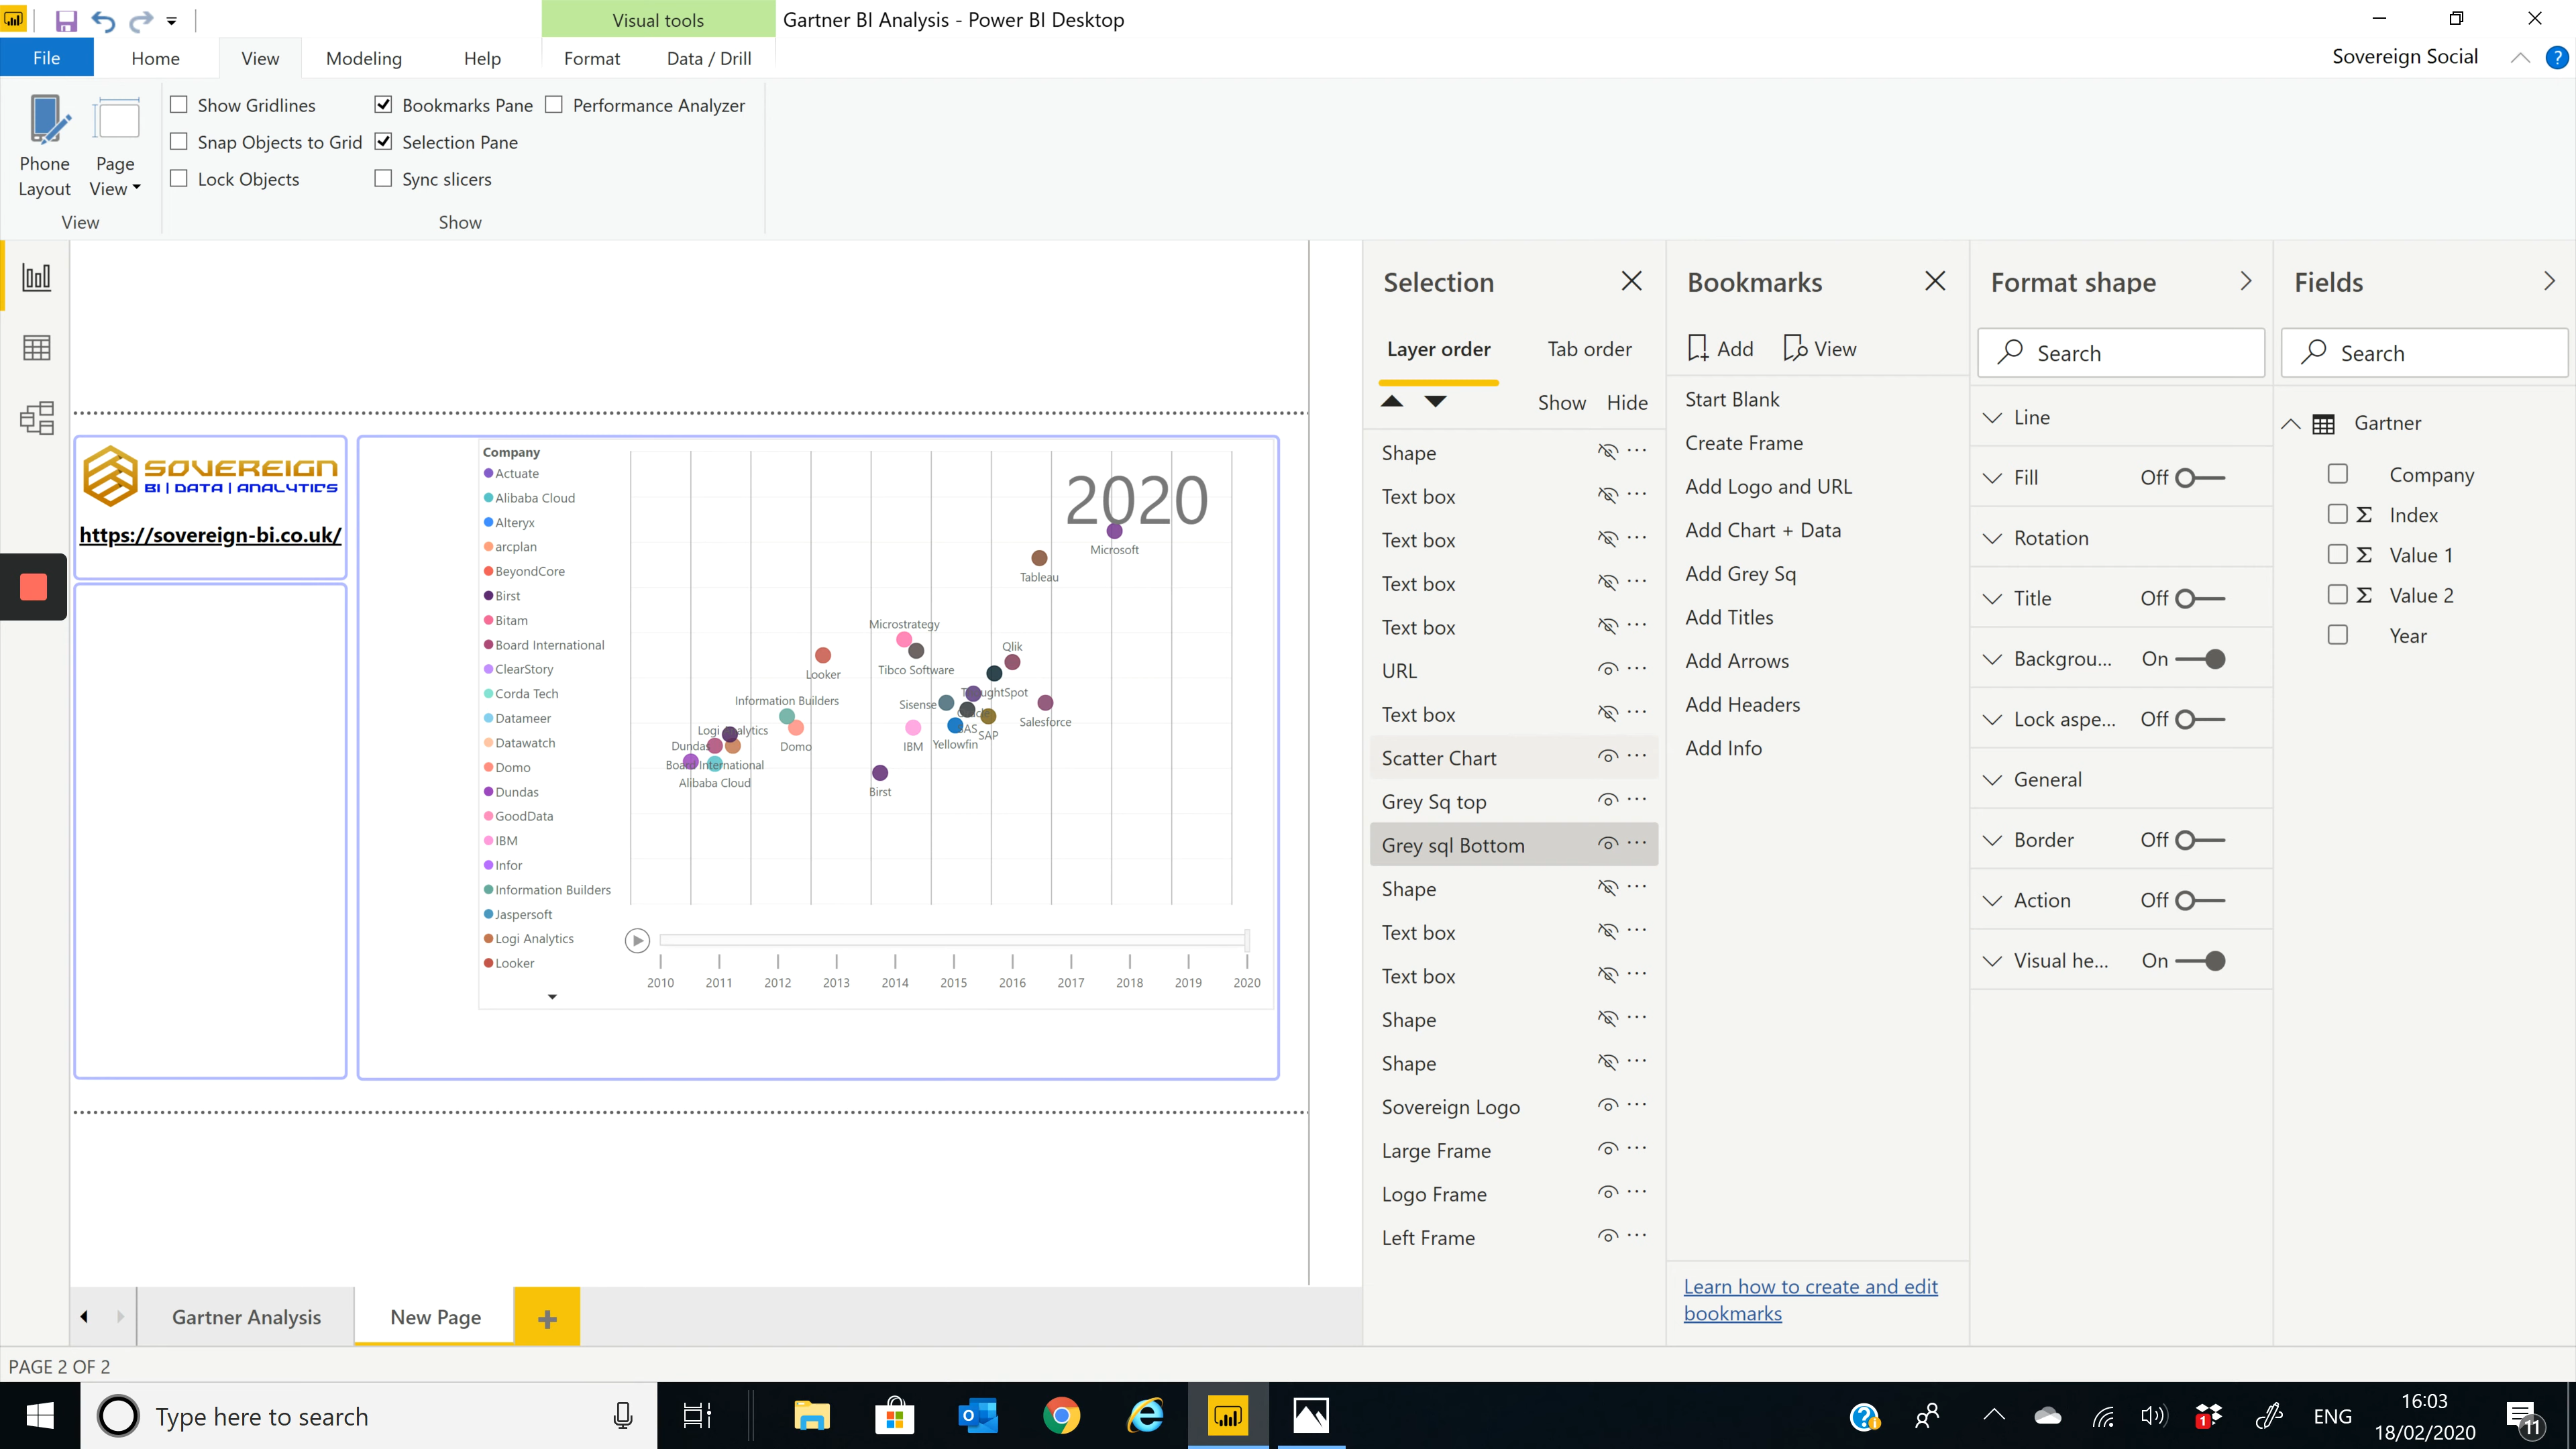 Visual tools
Gartner BI Analysis - Power BI Desktop
File
Home
View
Modeling
Help
Format
Data / Drill
Sovereign Social
?
Show Gridlines
Bookmarks Pane
Performance Analyzer
Snap Objects to Grid
Selection Pane
Lock Objects
Sync slicers
Phone Layout
Page View
View
Show
SOVEREIGN
BI | DATA | ANALYTICS
https://sovereign-bi.co.uk/
Company
Actuate
Alibaba Cloud
Alteryx
arcplan
BeyondCore
Birst
Bitam
Board International
ClearStory
Corda Tech
Datameer
Datawatch
Domo
Dundas
GoodData
IBM
Infor
Information Builders
Jaspersoft
Logi Analytics
Looker
2020
Microsoft
Tableau
Microstrategy
Tibco Software
Looker
Qlik
ThoughtSpot
Information Builders
Sisense
Salesforce
SAP
Yellowfin
IBM
Domo
Dundas
Board International
Alibaba Cloud
Birst
2010
2011
2012
2013
2014
2015
2016
2017
2018
2019
2020
Selection
Layer order
Tab order
Show
Hide
Shape
Text box
Text box
Text box
Text box
URL
Text box
Scatter Chart
Grey Sq top
Grey sql Bottom
Shape
Text box
Text box
Shape
Shape
Sovereign Logo
Large Frame
Logo Frame
Left Frame
Bookmarks
Add
View
Start Blank
Create Frame
Add Logo and URL
Add Chart + Data
Add Grey Sq
Add Titles
Add Arrows
Add Headers
Add Info
Learn how to create and edit
bookmarks
Format shape
Search
Line
Fill Off
Rotation
Title Off
Backgrou... On
Lock aspe... Off
General
Border Off
Action Off
Visual he... On
Fields
Search
Gartner
Company
Σ Index
Σ Value 1
Σ Value 2
Year
Gartner Analysis
New Page
+
PAGE 2 OF 2
Type here to search
1
ENG
16:03
18/02/2020
11